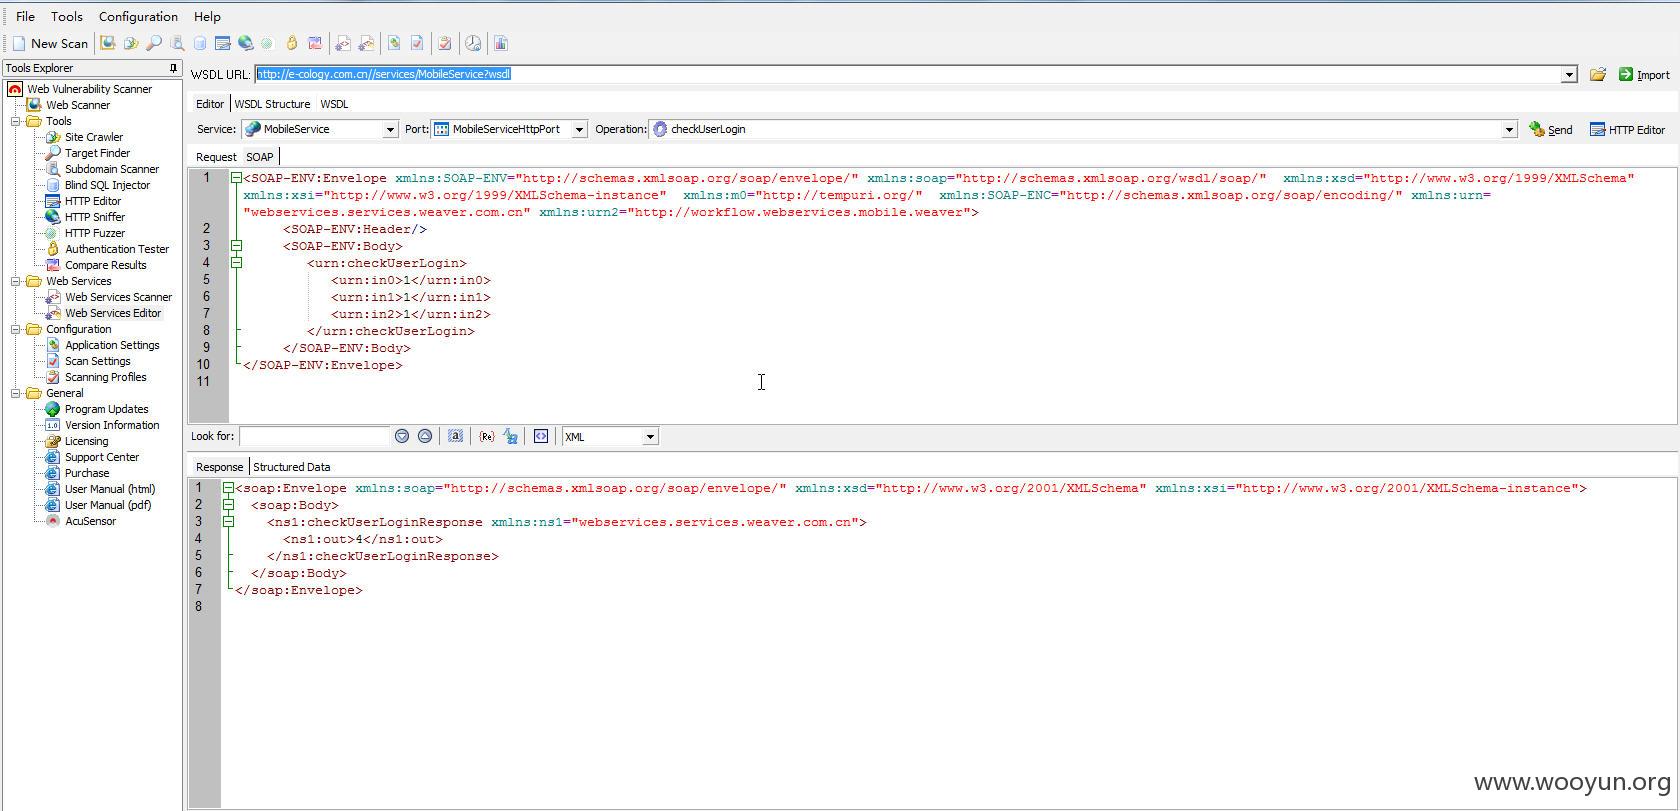 File Tools Configuration Help
New Scan
Tools Explorer
WSDL URL: http://e-cology.com.cn//services/MobileService?wsdl Import
Web Vulnerability Scanner
Web Scanner
Tools
Site Crawler
Target Finder
Subdomain Scanner
Blind SQL Injector
HTTP Editor
HTTP Sniffer
HTTP Fuzzer
Authentication Tester
Compare Results
Web Services
Web Services Scanner
Web Services Editor
Configuration
Application Settings
Scan Settings
Scanning Profiles
General
Program Updates
Version Information
Licensing
Support Center
Purchase
User Manual (html)
User Manual (pdf)
AcuSensor
Editor WSDL Structure WSDL
Service: MobileService Port: MobileServiceHttpPort Operation: checkUserLogin Send HTTP Editor
Request SOAP
1 <SOAP-ENV:Envelope xmlns:SOAP-ENV="http://schemas.xmlsoap.org/soap/envelope/" xmlns:soap="http://schemas.xmlsoap.org/wsdl/soap/" xmlns:xsd="http://www.w3.org/1999/XMLSchema"
xmlns:xsi="http://www.w3.org/1999/XMLSchema-instance" xmlns:m0="http://tempuri.org/" xmlns:SOAP-ENC="http://schemas.xmlsoap.org/soap/encoding/" xmlns:urn=
"webservices.services.weaver.com.cn" xmlns:urn2="http://workflow.webservices.mobile.weaver">
2 <SOAP-ENV:Header/>
3 <SOAP-ENV:Body>
4 <urn:checkUserLogin>
5 <urn:in0>1</urn:in0>
6 <urn:in1>1</urn:in1>
7 <urn:in2>1</urn:in2>
8 </urn:checkUserLogin>
9 </SOAP-ENV:Body>
10 </SOAP-ENV:Envelope>
11
Look for: XML
Response Structured Data
1 <soap:Envelope xmlns:soap="http://schemas.xmlsoap.org/soap/envelope/" xmlns:xsd="http://www.w3.org/2001/XMLSchema" xmlns:xsi="http://www.w3.org/2001/XMLSchema-instance">
2 <soap:Body>
3 <ns1:checkUserLoginResponse xmlns:ns1="webservices.services.weaver.com.cn">
4 <ns1:out>4</ns1:out>
5 </ns1:checkUserLoginResponse>
6 </soap:Body>
7 </soap:Envelope>
8
www.wooyun.org